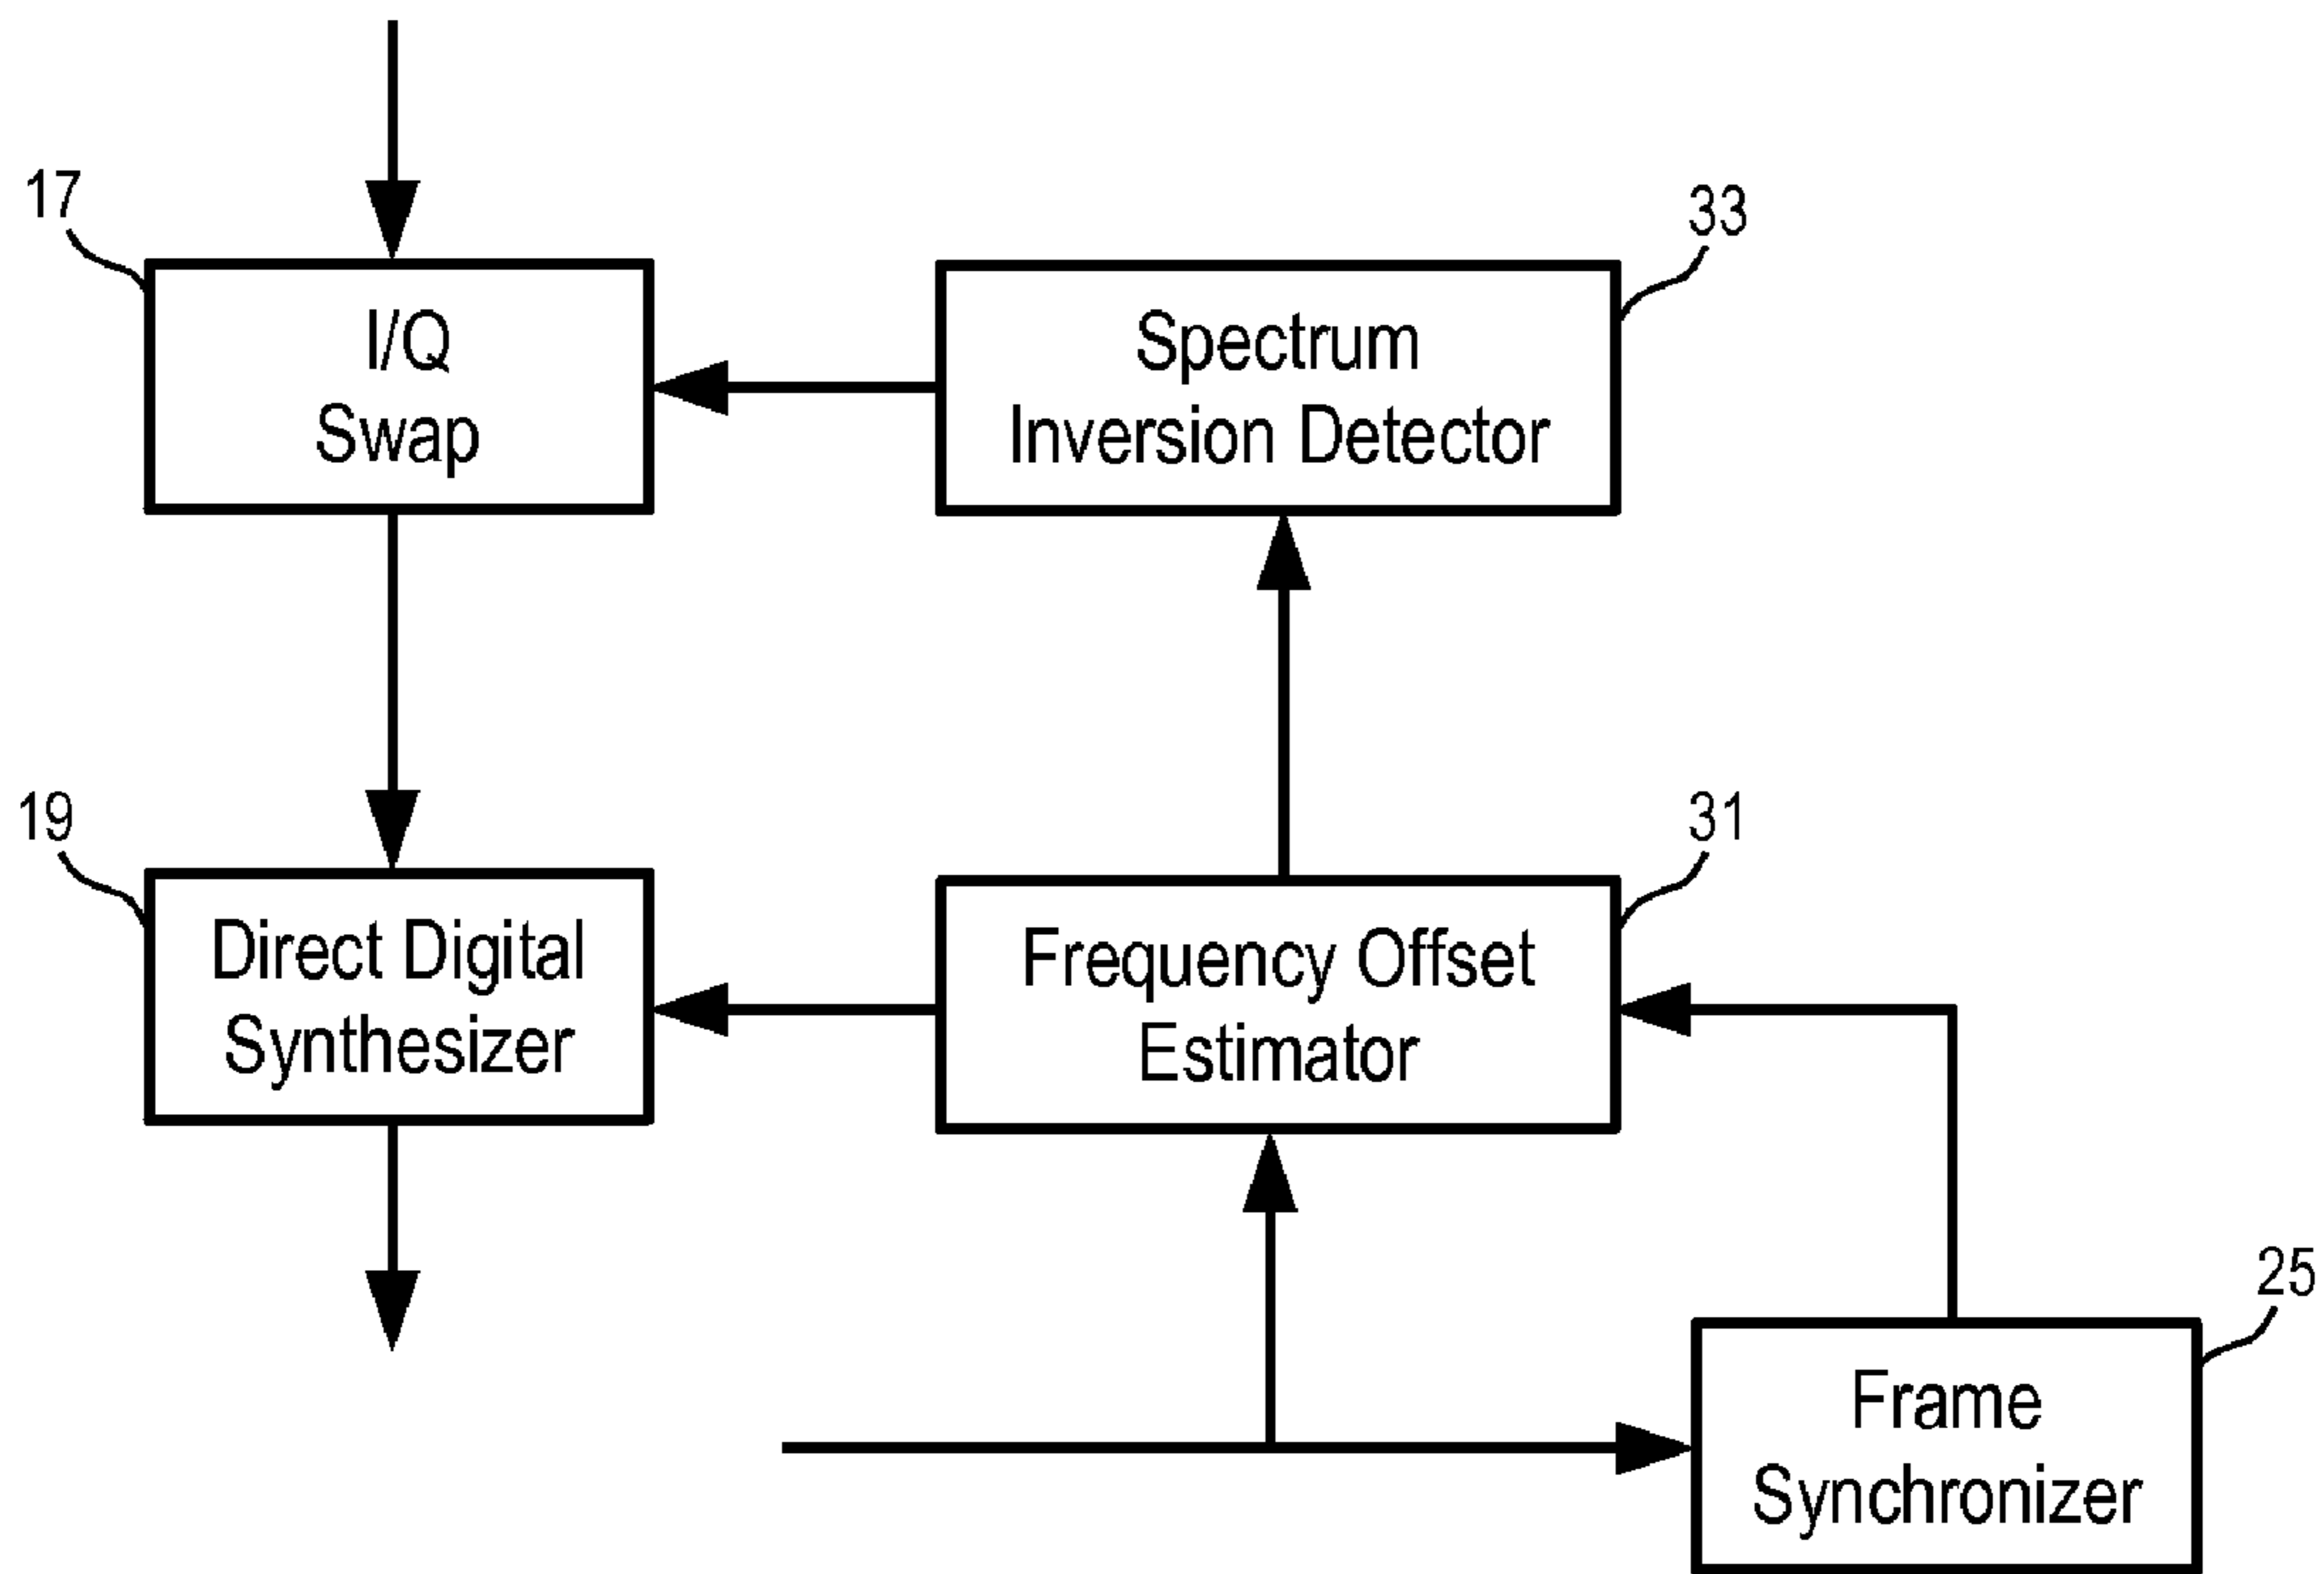 17
I/Q
Swap
33
Spectrum
Inversion Detector
19
Direct Digital
Synthesizer
31
Frequency Offset
Estimator
25
Frame
Synchronizer